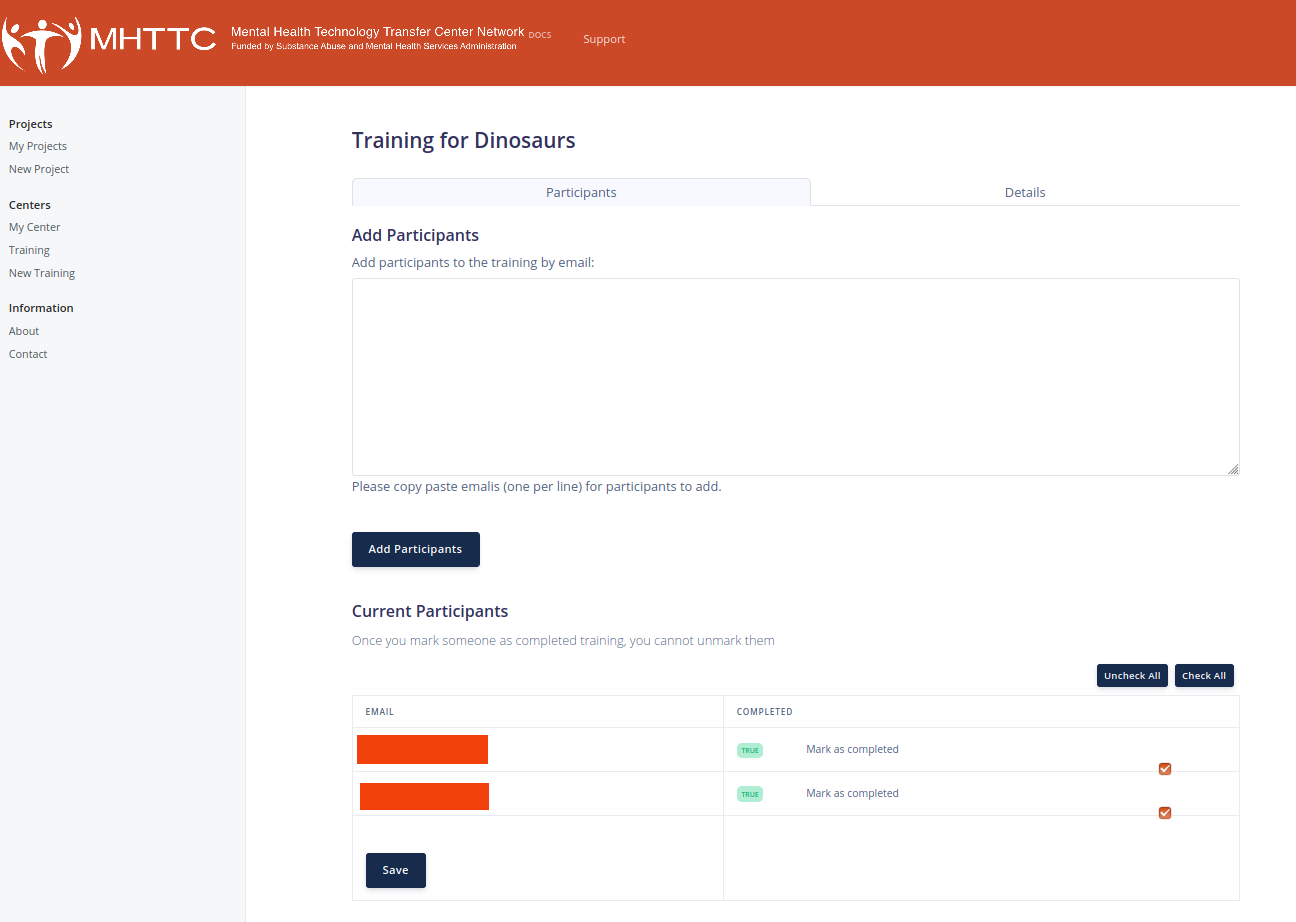 MHTTC
Mental Health Technology Transfer Center Network DOCS
Funded by Substance Abuse and Mental Health Services Administration
Support
Projects
My Projects
New Project
Centers
My Center
Training
New Training
Information
About
Contact
Training for Dinosaurs
Participants
Details
Add Participants
Add participants to the training by email:
Please copy paste emalis (one per line) for participants to add.
Add Participants
Current Participants
Once you mark someone as completed training, you cannot unmark them
Uncheck All
Check All
EMAIL
COMPLETED
TRUE
Mark as completed
TRUE
Mark as completed
Save